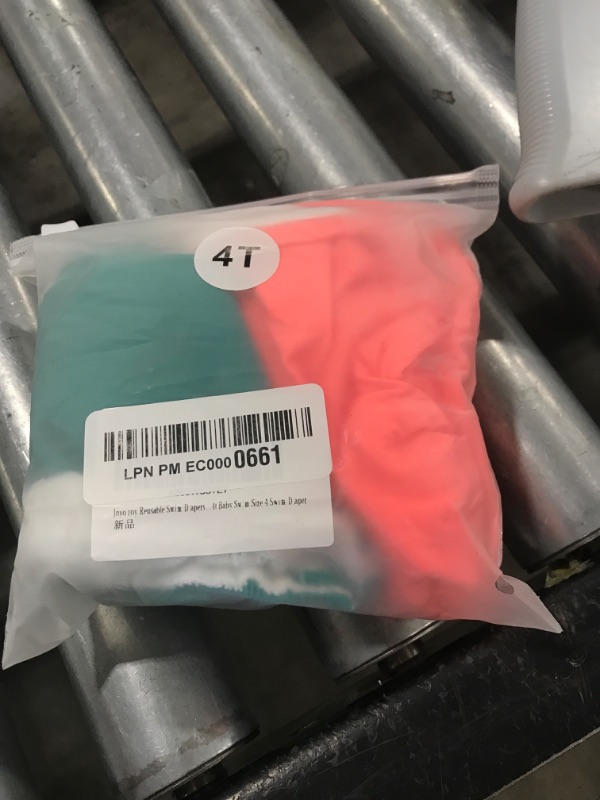 4T
LPN PM EC000 0661
Reusable Swim Diapers ... Baby Swim Size 4 Swim Diaper
新品